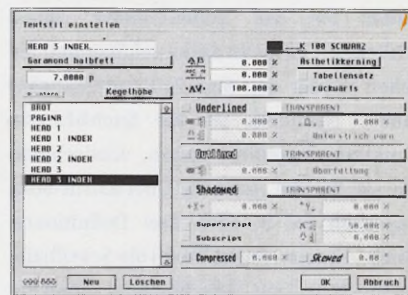 Textstil einstellen
HEAD 3 INDEX
Garamond halbfett
7.0000 p
Kegelhöhe
BROT
PAGINA
HEAD 1
HEAD 1 INDEX
HEAD 2
HEAD 2 INDEX
HEAD 3
HEAD 3 INDEX
Neu
Löschen
K 100 SCHWARZ
0.000 %
Ästhetikkerning
0.000 %
Tabellensatz
·AV·
100.000 %
rückwärts
Underlined
TRANSPARENT
0.000 %
0.000 %
0.000 %
Unterstrich vorn
Outlined
TRANSPARENT
0.000 %
Überfüllung
Shadowed
TRANSPARENT
0.000 %
0.000 %
Superscript
50.000 %
Subscript
0.000 %
Compressed
0.000 %
Skewed
0.00 °
OK
Abbruch